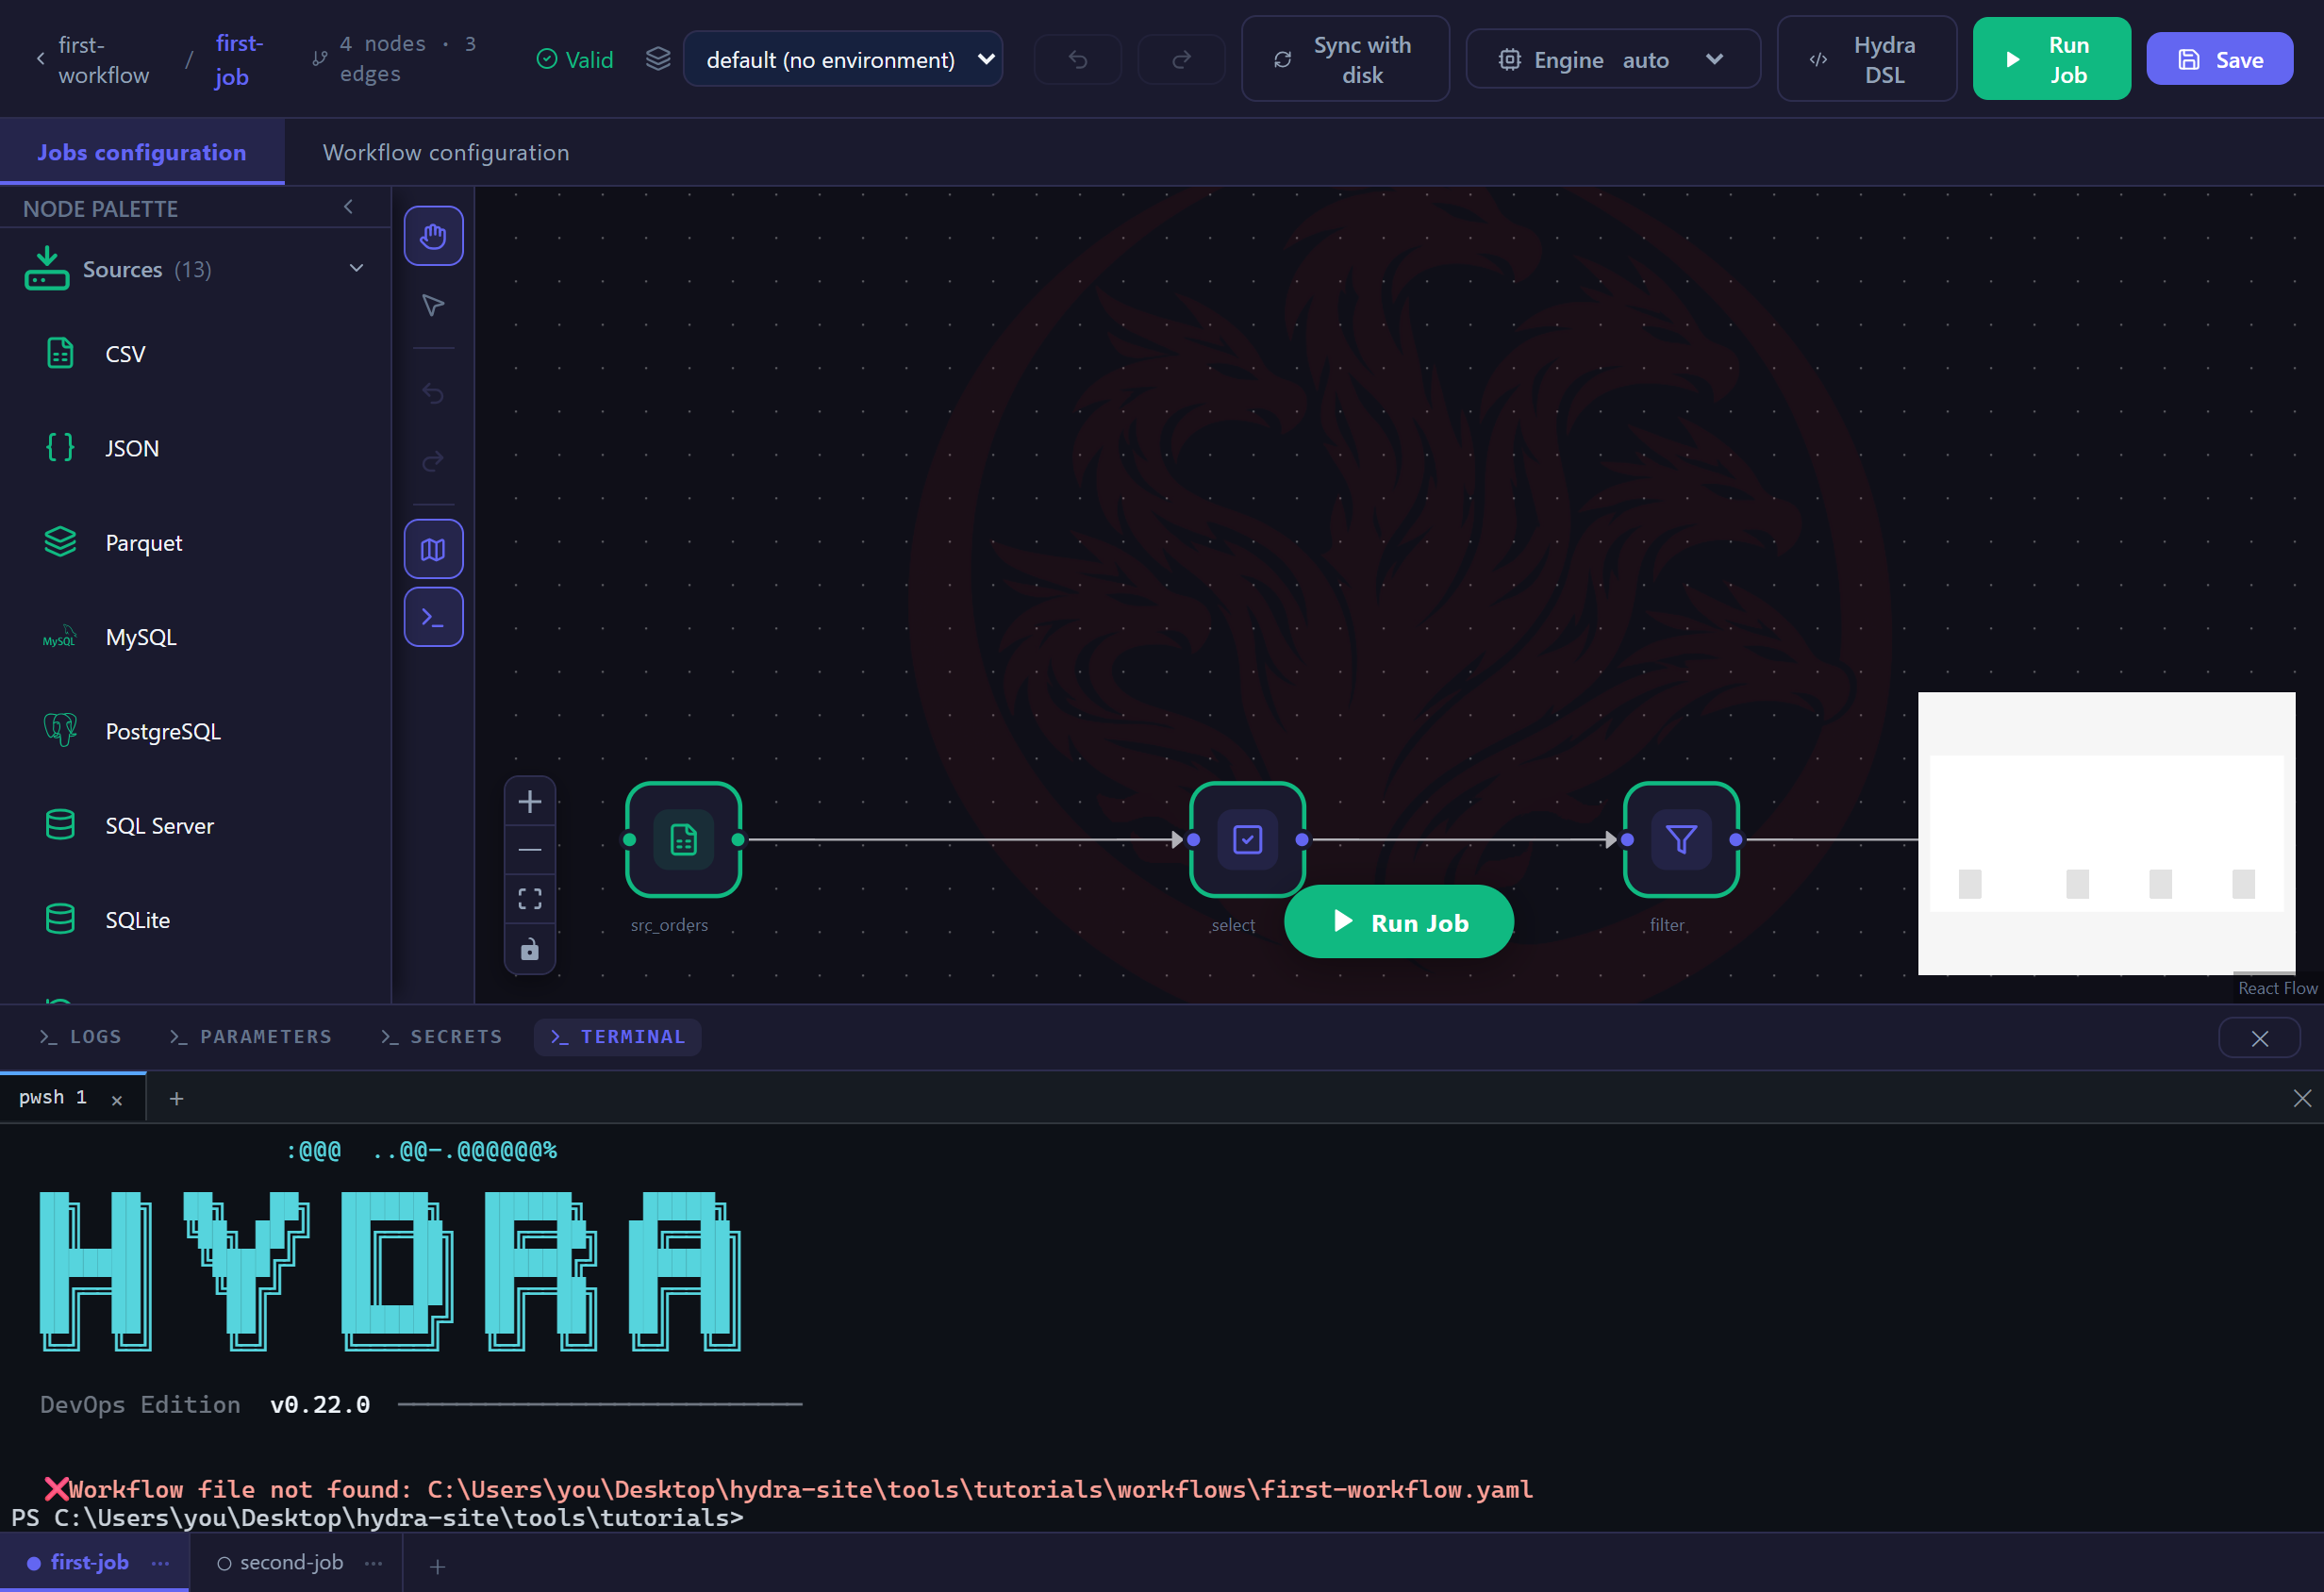 first-
workflow
/
first-
job
4 nodes · 3
edges
Valid
default (no environment)
Sync with
disk
Engine auto
Hydra
DSL
Run
Job
Save
Jobs configuration
Workflow configuration
NODE PALETTE
Sources (13)
CSV
JSON
Parquet
MySQL
MySQL
PostgreSQL
SQL Server
SQLite
src_orders
select
filter
Run Job
React Flow
LOGS
PARAMETERS
SECRETS
TERMINAL
pwsh 1 × +
:@@@  ..@@-.@@@@@@%
HYDRA
DevOps Edition v0.22.0
❌Workflow file not found: C:\Users\you\Desktop\hydra-site\tools\tutorials\workflows\first-workflow.yaml
PS C:\Users\you\Desktop\hydra-site\tools\tutorials>
first-job ···
second-job ···
+